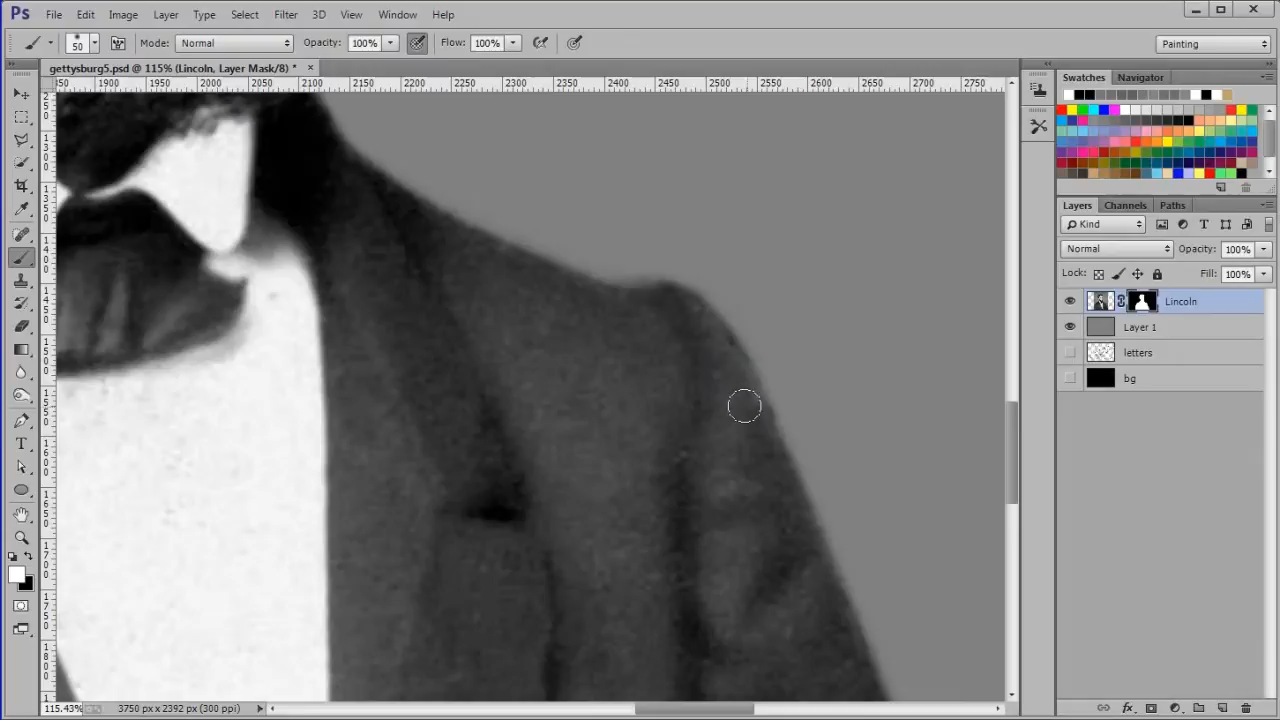 Ps File Edit Image Layer Type Select Filter 3D View Window Help
50 Mode: Normal Opacity: 100% Flow: 100% Painting
gettysburg5.psd @ 115% (Lincoln, Layer Mask/8) *
1950 2000 2050 2100 2150 2200 2250 2300 2350 2400 2450 2500 2550 2600 2650 2700 2750
Swatches Navigator
Layers Channels Paths
Kind
Normal Opacity: 100%
Lock: Fill: 100%
Lincoln
Layer 1
letters
bg
115.43% 3750 px x 2392 px (300 ppi)